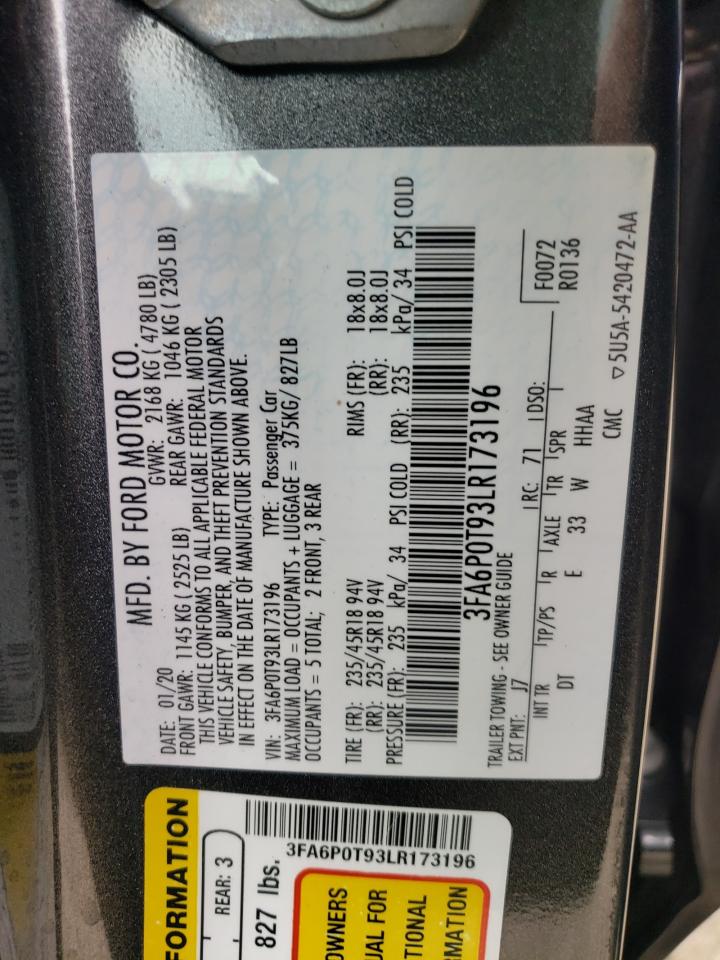 MFD. BY FORD MOTOR CO.
DATE: 01/20 GVWR: 2168 KG ( 4780 LB)
FRONT GAWR: 1145 KG ( 2525 LB) REAR GAWR: 1046 KG ( 2305 LB)
THIS VEHICLE CONFORMS TO ALL APPLICABLE FEDERAL MOTOR
VEHICLE SAFETY, BUMPER, AND THEFT PREVENTION STANDARDS
IN EFFECT ON THE DATE OF MANUFACTURE SHOWN ABOVE.
VIN: 3FA6P0T93LR173196 TYPE: Passenger Car
MAXIMUM LOAD = OCCUPANTS + LUGGAGE = 375KG/ 827LB
OCCUPANTS = 5 TOTAL; 2 FRONT, 3 REAR
TIRE (FR): 235/45R18 94V RIMS (FR): 18x8.0J
(RR): 235/45R18 94V (RR): 18x8.0J
PRESSURE (FR): 235 kPa/ 34 PSI COLD (RR): 235 kPa/ 34 PSI COLD
3FA6P0T93LR173196
TRAILER TOWING - SEE OWNER GUIDE
EXT PNT: J7 RC: 71 DSO: F0072
INT TR TP/PS R AXLE TR SPR R0136
DT E 33 W HHAA
CMC ▽5U5A-5420472-AA
FORMATION
REAR: 3
827 lbs.
3FA6P0T93LR173196
OWNERS
UAL FOR
TIONAL
RMATION